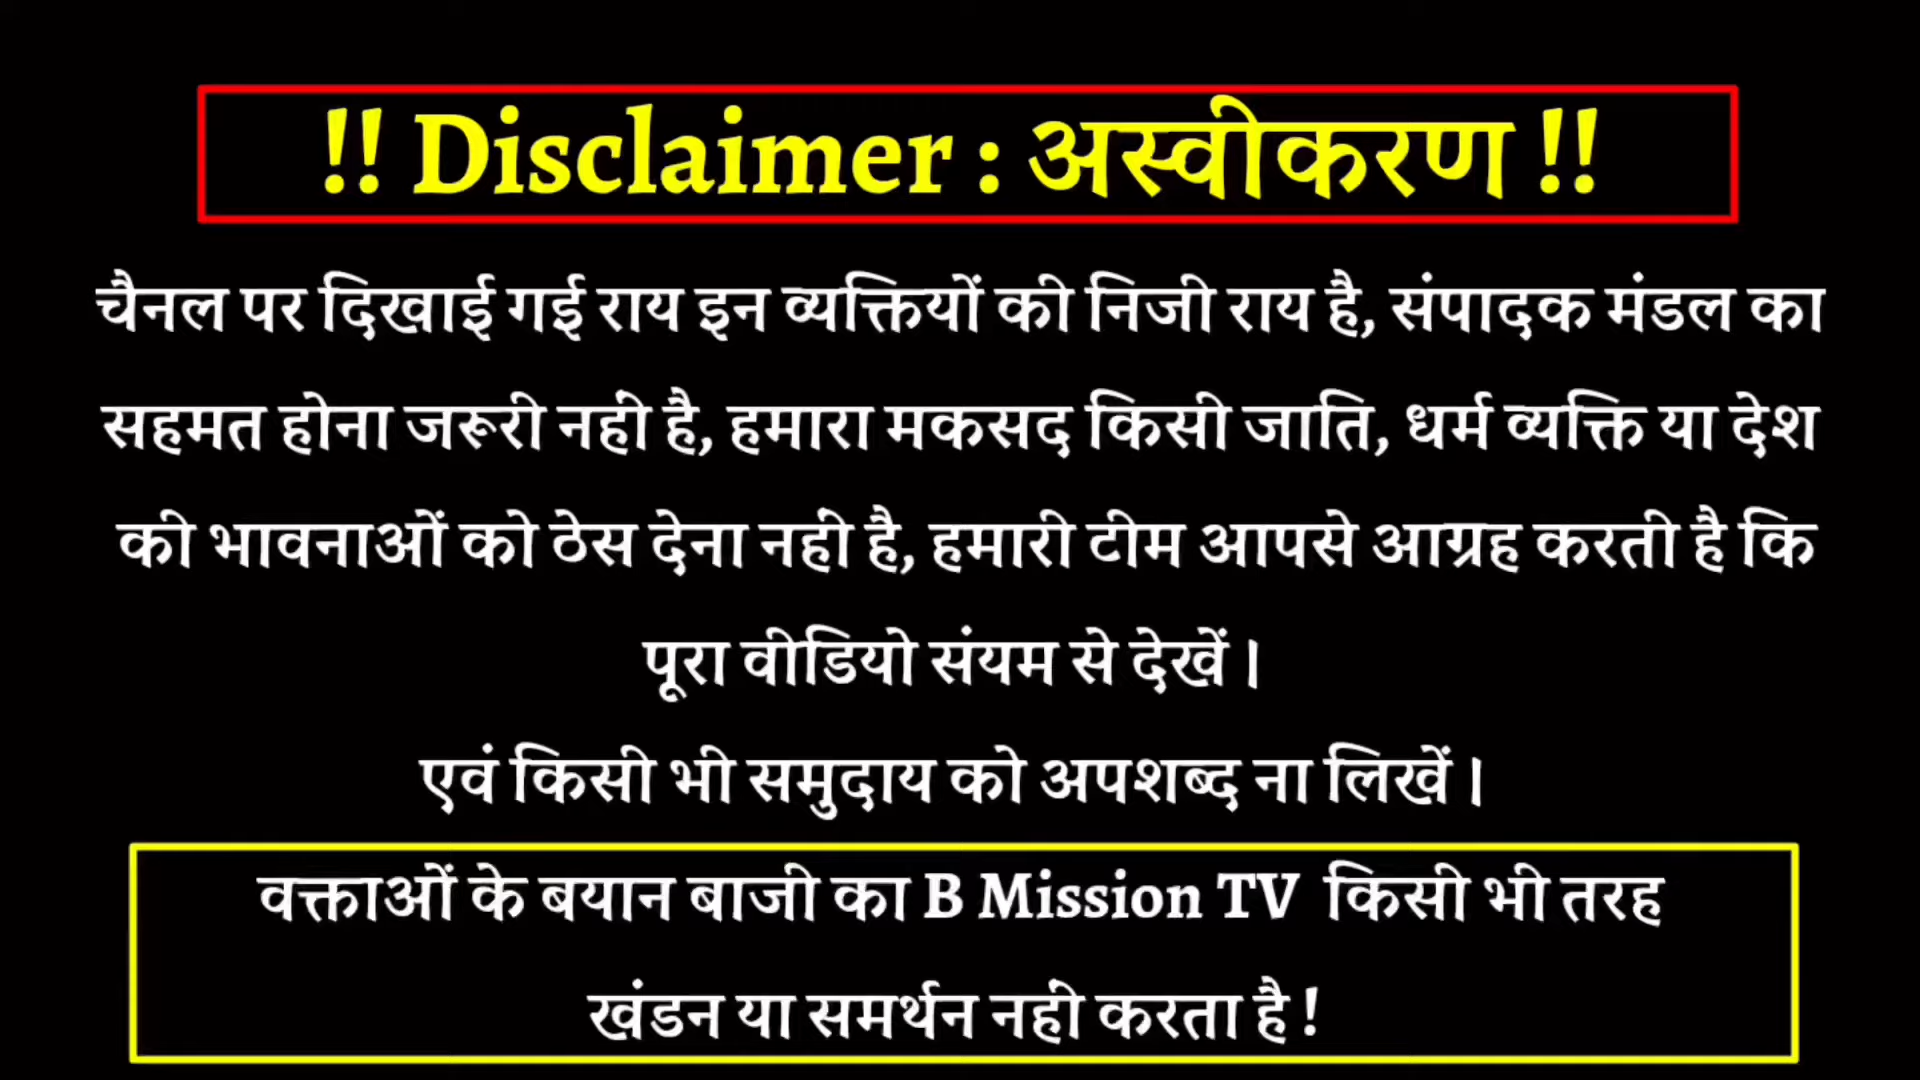 !! Disclaimer : अस्वीकरण !!
चैनल पर दिखाई गई राय इन व्यक्तियों की निजी राय है, संपादक मंडल का
सहमत होना जरूरी नही है, हमारा मकसद किसी जाति, धर्म व्यक्ति या देश
की भावनाओं को ठेस देना नही है, हमारी टीम आपसे आग्रह करती है कि
पूरा वीडियो संयम से देखें ।
एवं किसी भी समुदाय को अपशब्द ना लिखें ।
वक्ताओं के बयान बाजी का B Mission TV किसी भी तरह
खंडन या समर्थन नही करता है !